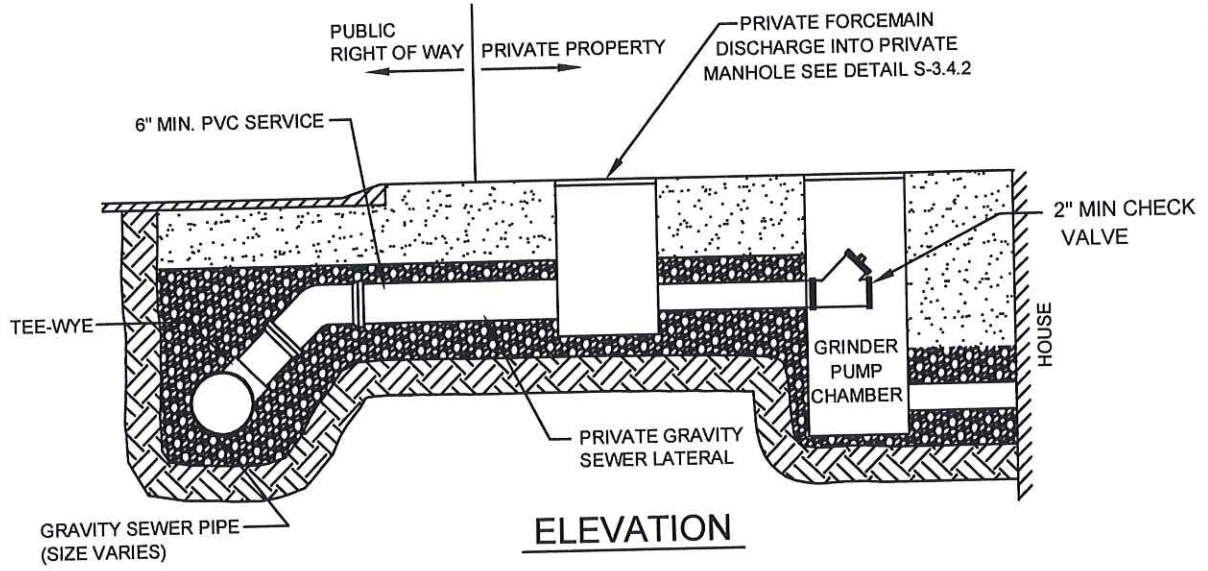 PUBLIC
RIGHT OF WAY
PRIVATE PROPERTY
PRIVATE FORCEMAIN
DISCHARGE INTO PRIVATE
MANHOLE SEE DETAIL S-3.4.2
6" MIN. PVC SERVICE
2" MIN CHECK
VALVE
TEE-WYE
GRINDER
PUMP
CHAMBER
HOUSE
PRIVATE GRAVITY
SEWER LATERAL
GRAVITY SEWER PIPE
(SIZE VARIES)
ELEVATION